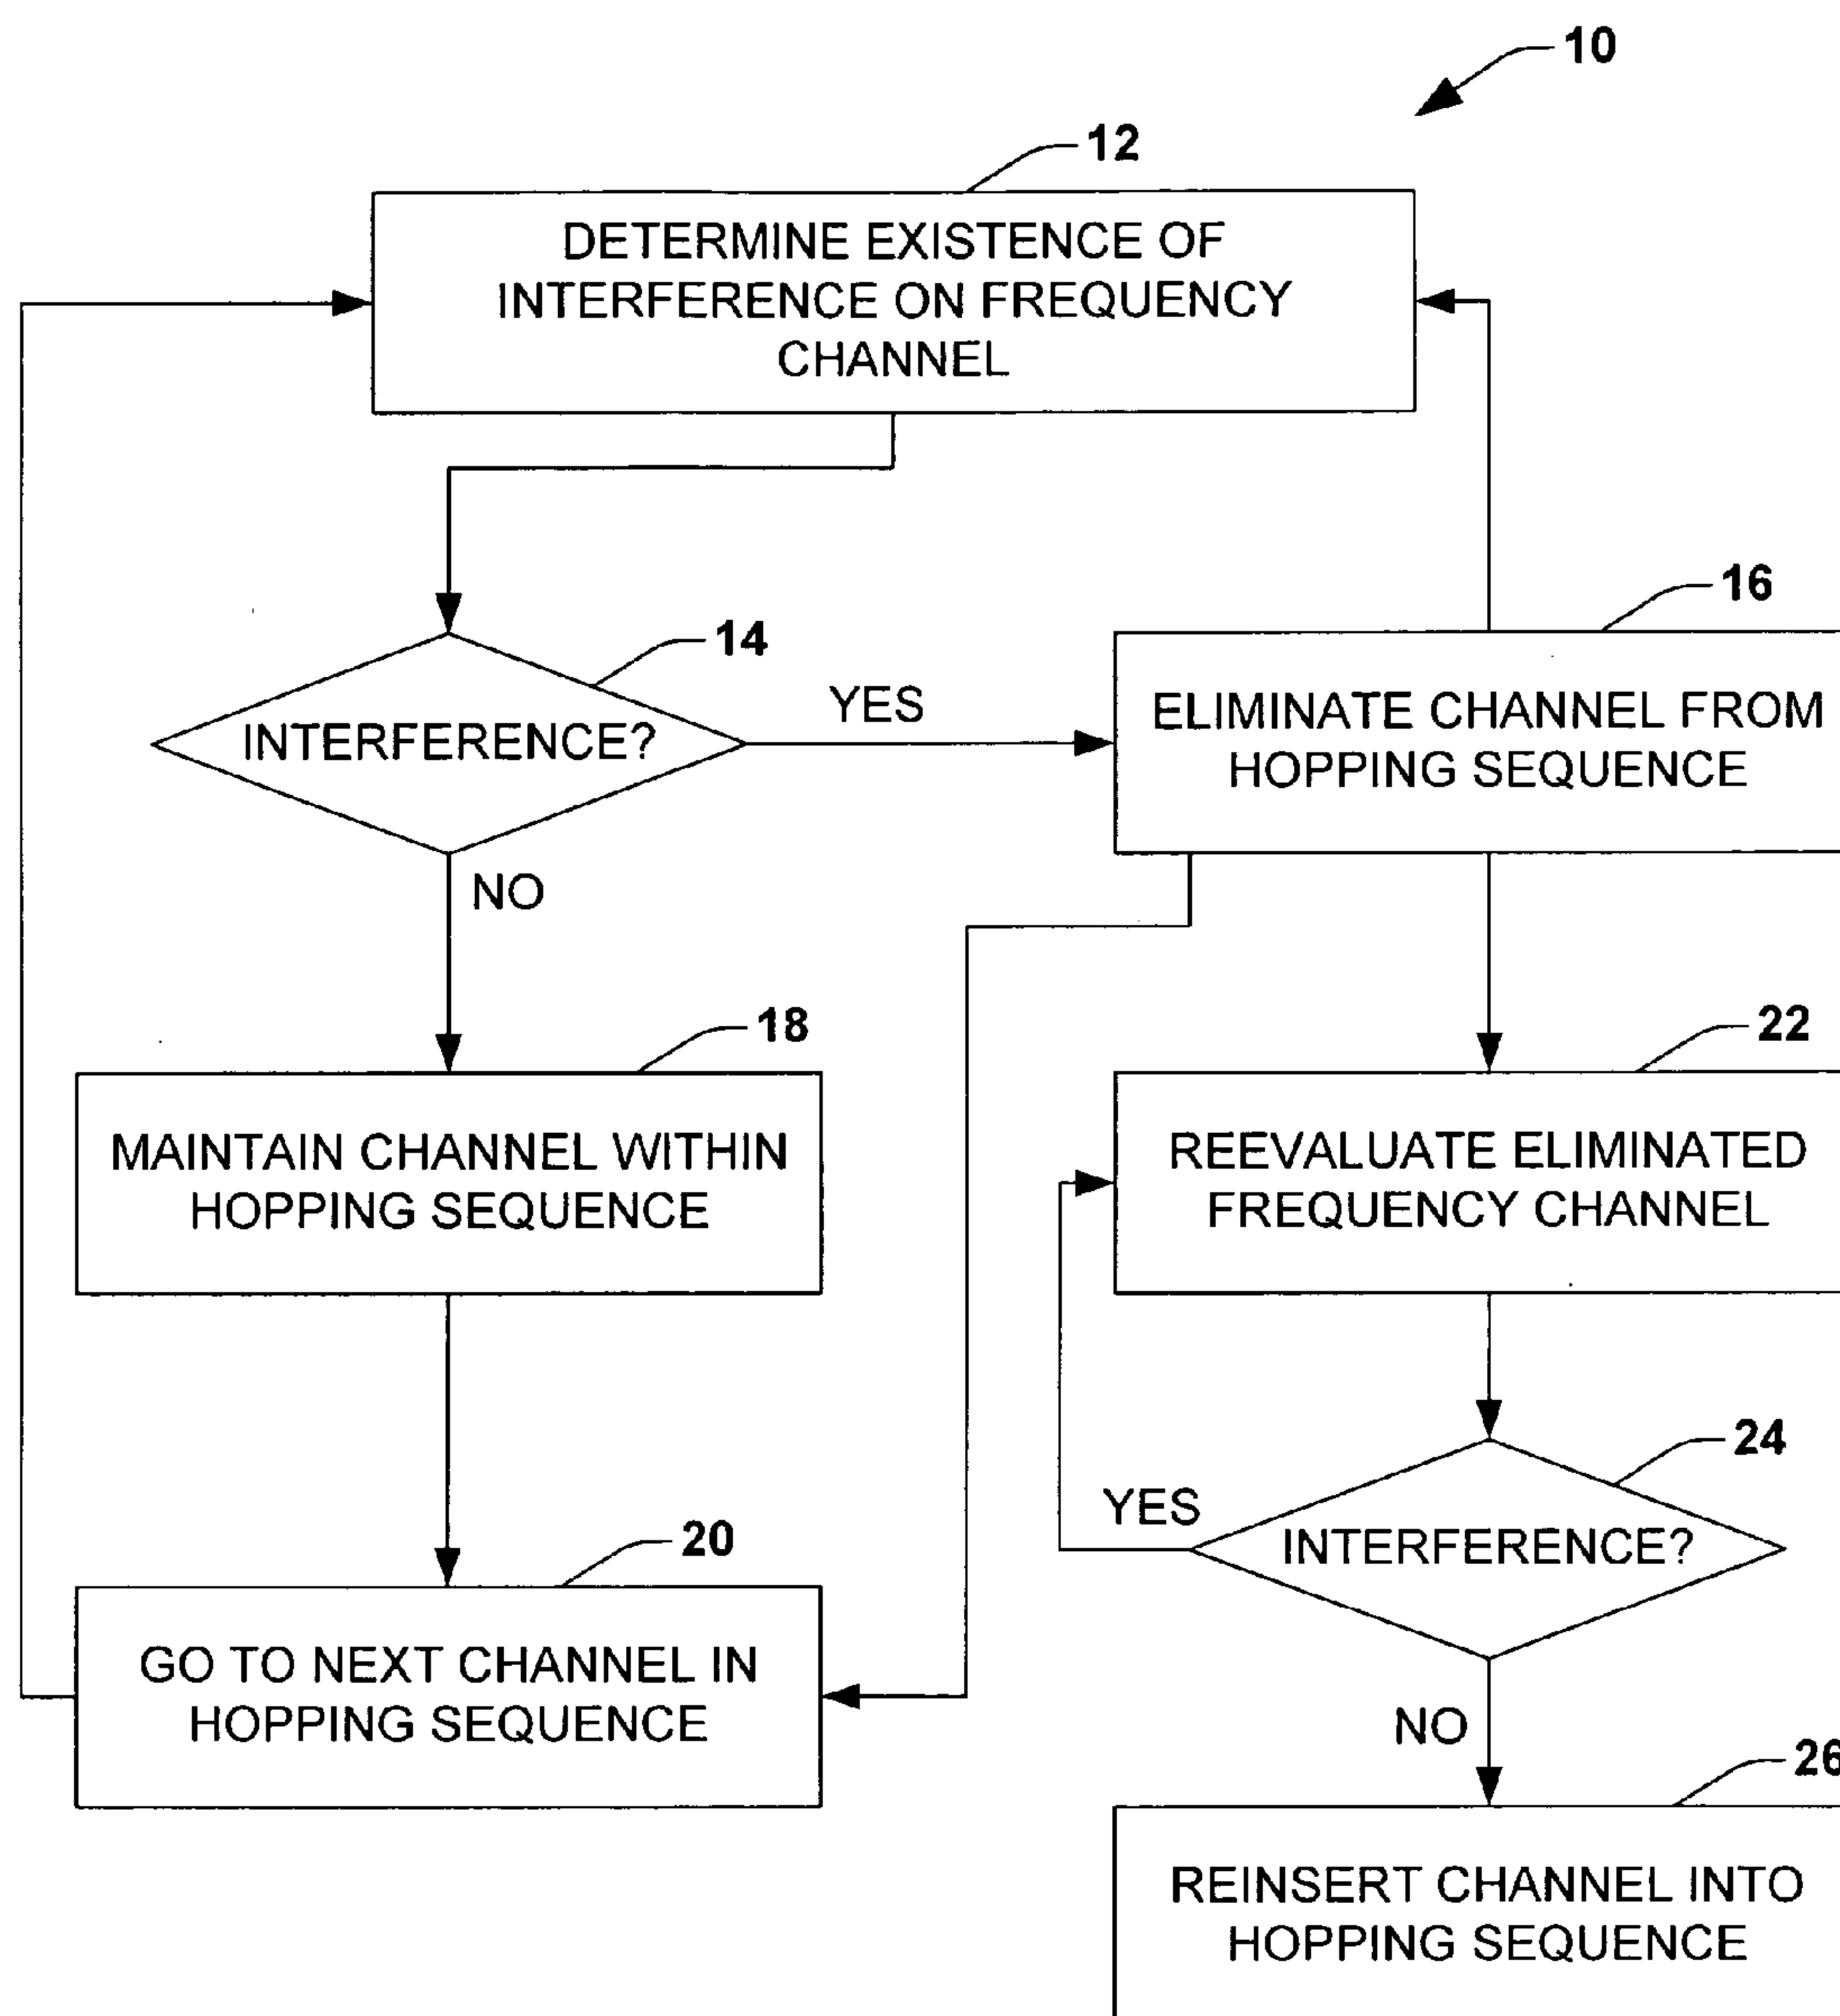 10
12
DETERMINE EXISTENCE OF
INTERFERENCE ON FREQUENCY
CHANNEL
14
INTERFERENCE?
YES
16
ELIMINATE CHANNEL FROM
HOPPING SEQUENCE
NO
18
MAINTAIN CHANNEL WITHIN
HOPPING SEQUENCE
22
REEVALUATE ELIMINATED
FREQUENCY CHANNEL
24
YES
INTERFERENCE?
20
GO TO NEXT CHANNEL IN
HOPPING SEQUENCE
NO
26
REINSERT CHANNEL INTO
HOPPING SEQUENCE